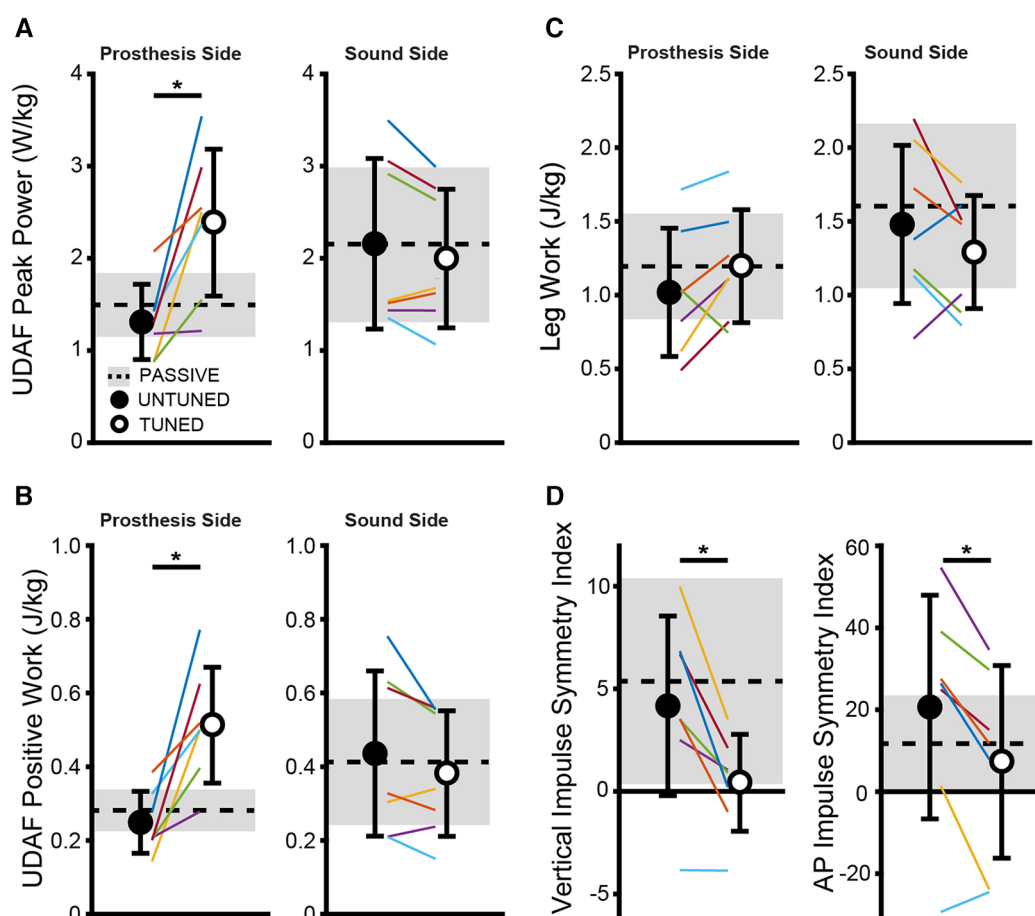 A
Prosthesis Side
Sound Side
UDAF Peak Power (W/kg)
4
3
2
1
0
*
PASSIVE
UNTUNED
TUNED
4
3
2
1
0
C
Prosthesis Side
Sound Side
Leg Work (J/kg)
2.5
2.0
1.5
1.0
0.5
0
2.5
2.0
1.5
1.0
0.5
0
B
Prosthesis Side
Sound Side
UDAF Positive Work (J/kg)
1.0
0.8
0.6
0.4
0.2
0
*
1.0
0.8
0.6
0.4
0.2
0
D
Vertical Impulse Symmetry Index
10
5
0
-5
*
AP Impulse Symmetry Index
60
40
20
0
-20
*